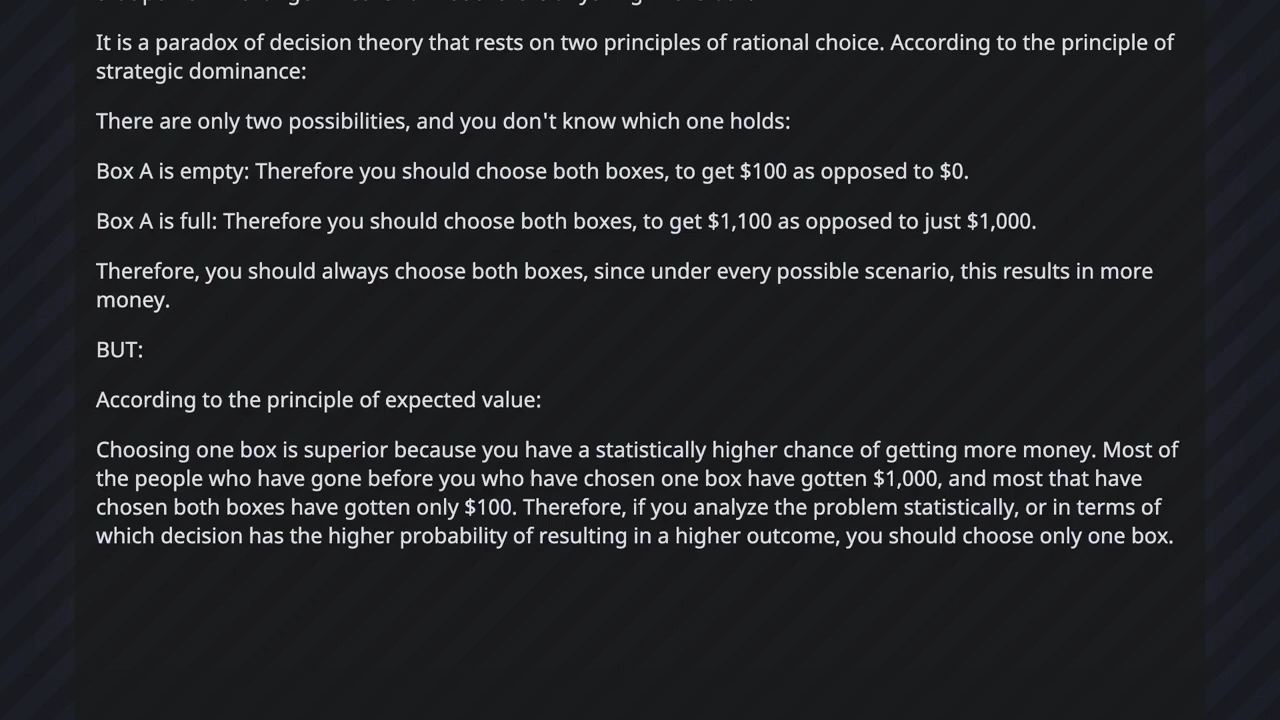 It is a paradox of decision theory that rests on two principles of rational choice. According to the principle of
strategic dominance:
There are only two possibilities, and you don't know which one holds:
Box A is empty: Therefore you should choose both boxes, to get $100 as opposed to $0.
Box A is full: Therefore you should choose both boxes, to get $1,100 as opposed to just $1,000.
Therefore, you should always choose both boxes, since under every possible scenario, this results in more
money.
BUT:
According to the principle of expected value:
Choosing one box is superior because you have a statistically higher chance of getting more money. Most of
the people who have gone before you who have chosen one box have gotten $1,000, and most that have
chosen both boxes have gotten only $100. Therefore, if you analyze the problem statistically, or in terms of
which decision has the higher probability of resulting in a higher outcome, you should choose only one box.